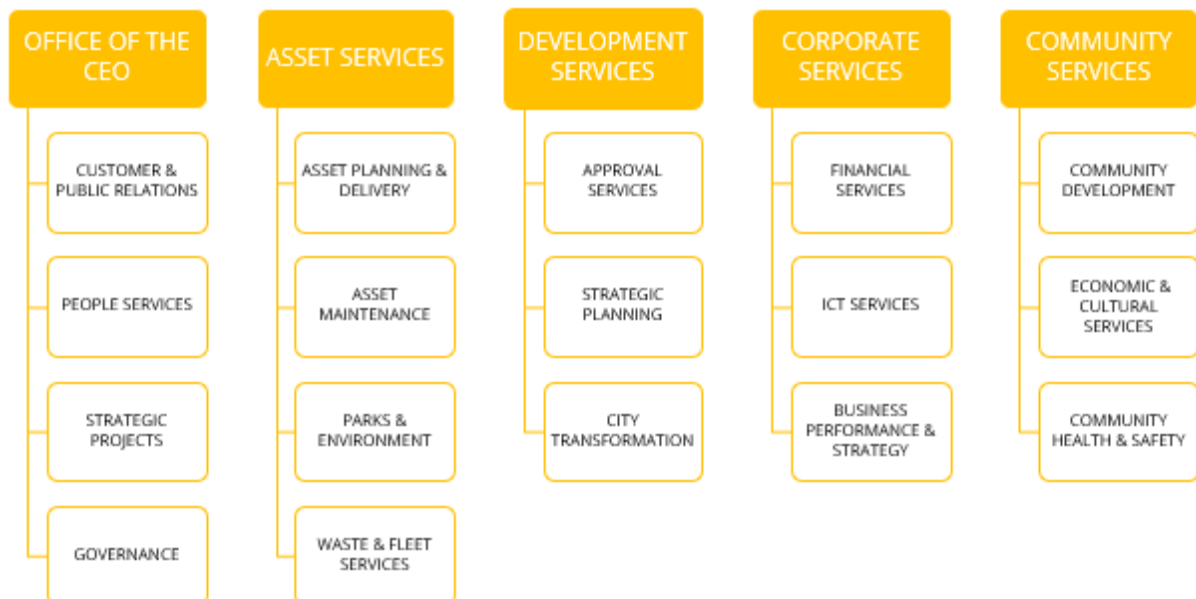 OFFICE OF THE
CEO
CUSTOMER &
PUBLIC RELATIONS
PEOPLE SERVICES
STRATEGIC
PROJECTS
GOVERNANCE
ASSET SERVICES
ASSET PLANNING &
DELIVERY
ASSET
MAINTENANCE
PARKS &
ENVIRONMENT
WASTE & FLEET
SERVICES
DEVELOPMENT
SERVICES
APPROVAL
SERVICES
STRATEGIC
PLANNING
CITY
TRANSFORMATION
CORPORATE
SERVICES
FINANCIAL
SERVICES
ICT SERVICES
BUSINESS
PERFORMANCE &
STRATEGY
COMMUNITY
SERVICES
COMMUNITY
DEVELOPMENT
ECONOMIC &
CULTURAL
SERVICES
COMMUNITY
HEALTH & SAFETY